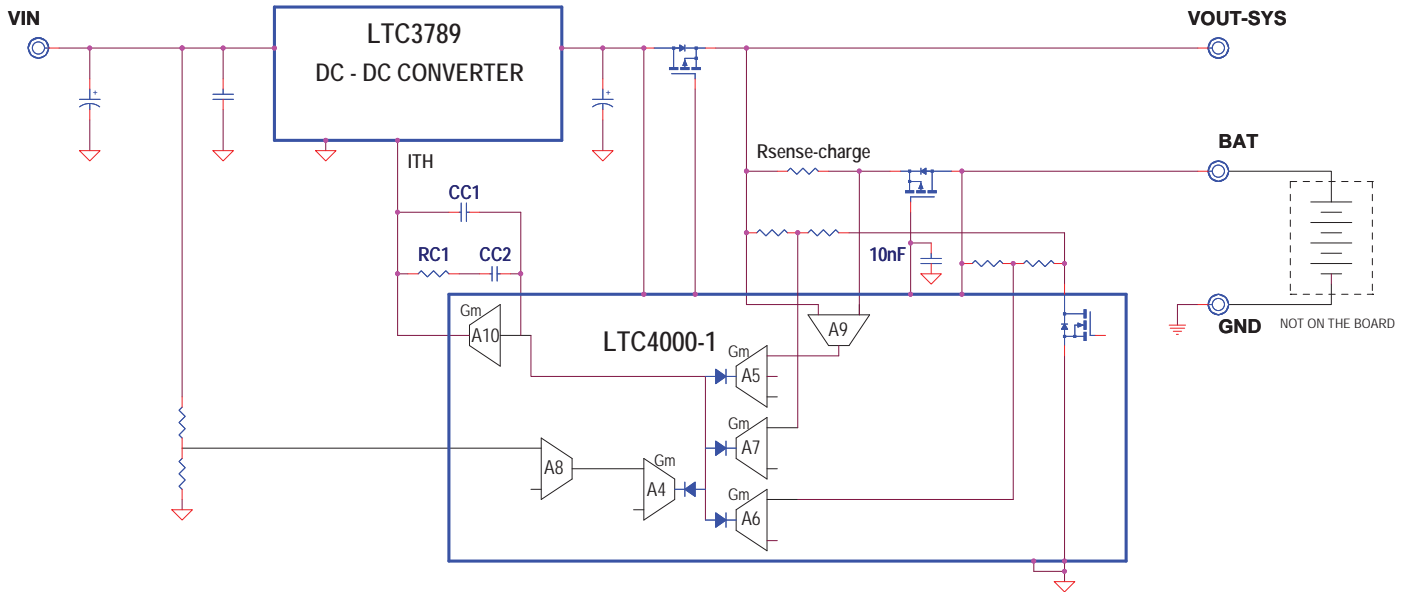 VIN
LTC3789
DC - DC CONVERTER
VOUT-SYS
ITH
Rsense-charge
BAT
CC1
RC1
CC2
10nF
GND
NOT ON THE BOARD
LTC4000-1
Gm
A10
A9
Gm
A5
Gm
A7
A8
Gm
A4
Gm
A6
+
+